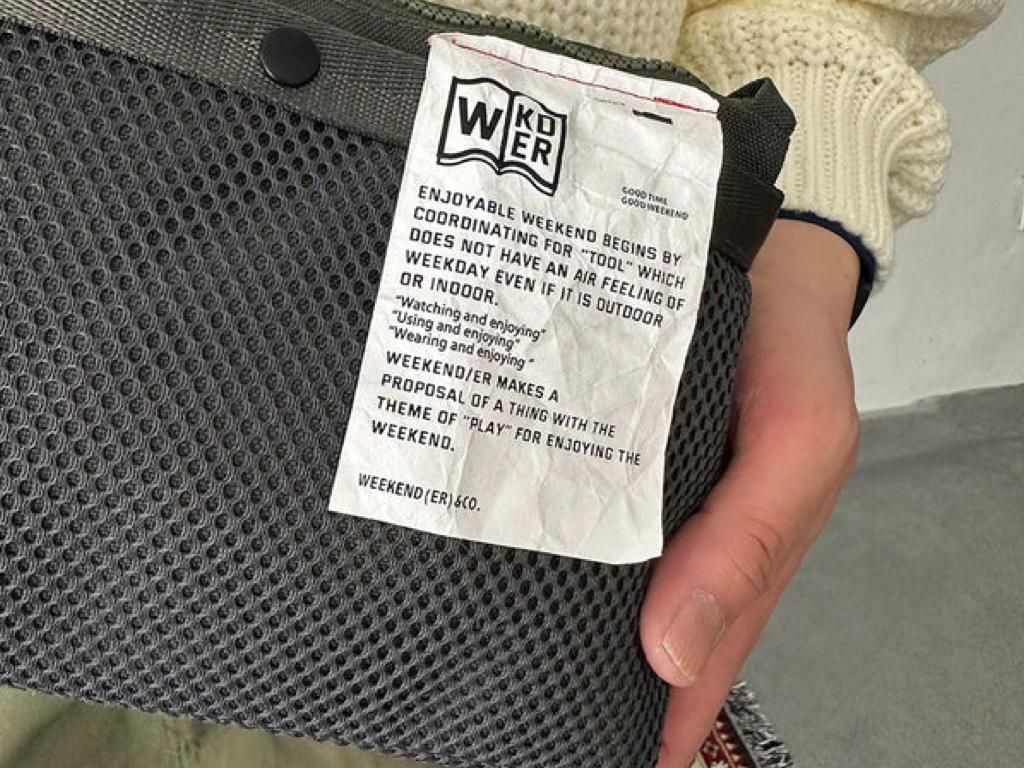 W KD
ER
GOOD TIME
GOOD WEEKEND
ENJOYABLE WEEKEND BEGINS BY
COORDINATING FOR "TOOL" WHICH
DOES NOT HAVE AN AIR FEELING OF
WEEKDAY EVEN IF IT IS OUTDOOR
OR INDOOR.
"Watching and enjoying"
"Using and enjoying"
"Wearing and enjoying"
WEEKEND/ER MAKES A
PROPOSAL OF A THING WITH THE
THEME OF "PLAY" FOR ENJOYING THE
WEEKEND.
WEEKEND(ER)&CO.